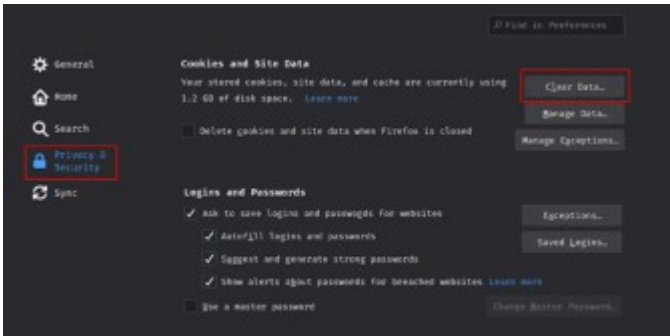 Find in Preferences
General
Home
Search
Privacy &
Security
Sync
Cookies and Site Data
Your stored cookies, site data, and cache are currently using
1.2 GB of disk space. Learn more
Delete cookies and site data when Firefox is closed
Clear Data…
Manage Data…
Manage Exceptions…
Logins and Passwords
Ask to save logins and passwords for websites
Autofill logins and passwords
Suggest and generate strong passwords
Show alerts about passwords for breached websites Learn more
Use a master password
Exceptions…
Saved Logins…
Change Master Password…